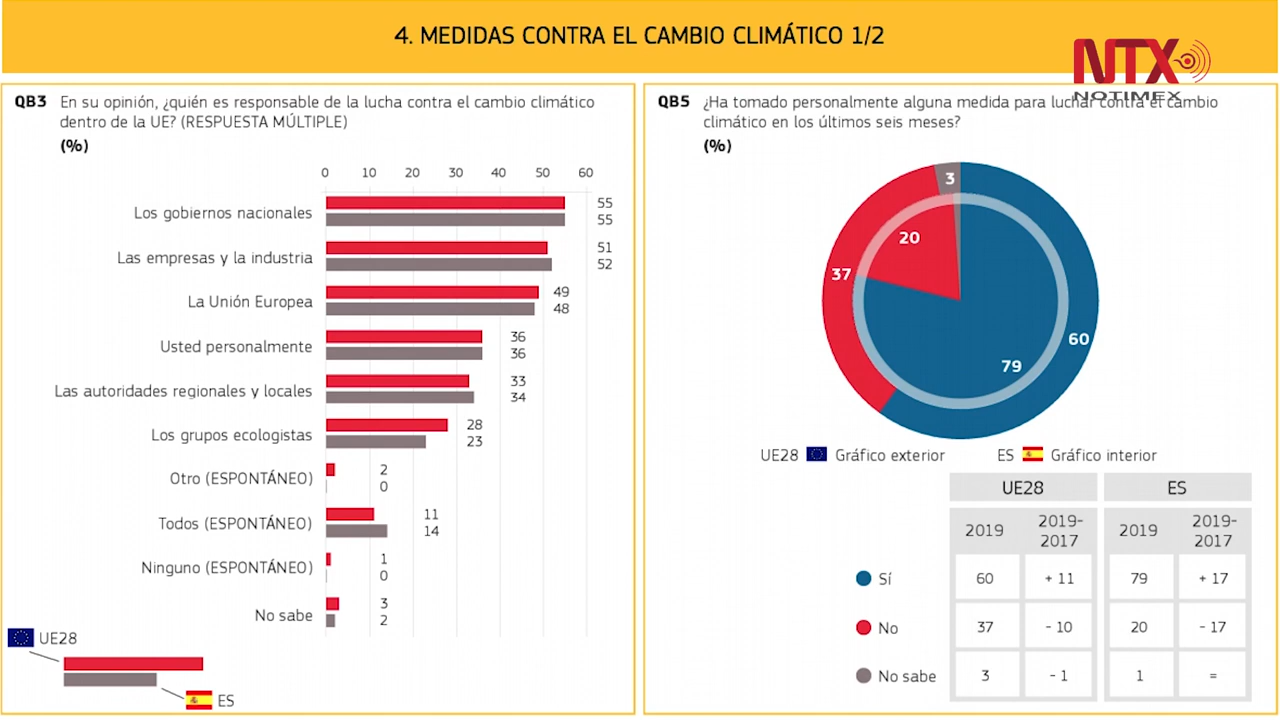 4. MEDIDAS CONTRA EL CAMBIO CLIMÁTICO 1/2
NTX
NOTIMEX
QB3 En su opinión, ¿quién es responsable de la lucha contra el cambio climático
dentro de la UE? (RESPUESTA MÚLTIPLE)
(%)
0 10 20 30 40 50 60
Los gobiernos nacionales 55 55
Las empresas y la industria 51 52
La Unión Europea 49 48
Usted personalmente 36 36
Las autoridades regionales y locales 33 34
Los grupos ecologistas 28 23
Otro (ESPONTÁNEO) 2 0
Todos (ESPONTÁNEO) 11 14
Ninguno (ESPONTÁNEO) 1 0
No sabe 3 2
UE28
ES
QB5 ¿Ha tomado personalmente alguna medida para luchar contra el cambio
climático en los últimos seis meses?
(%)
3
20
37
60
79
UE28 Gráfico exterior ES Gráfico interior
UE28 ES
2019 2019-2017 2019 2019-2017
Sí 60 + 11 79 + 17
No 37 - 10 20 - 17
No sabe 3 - 1 1 =